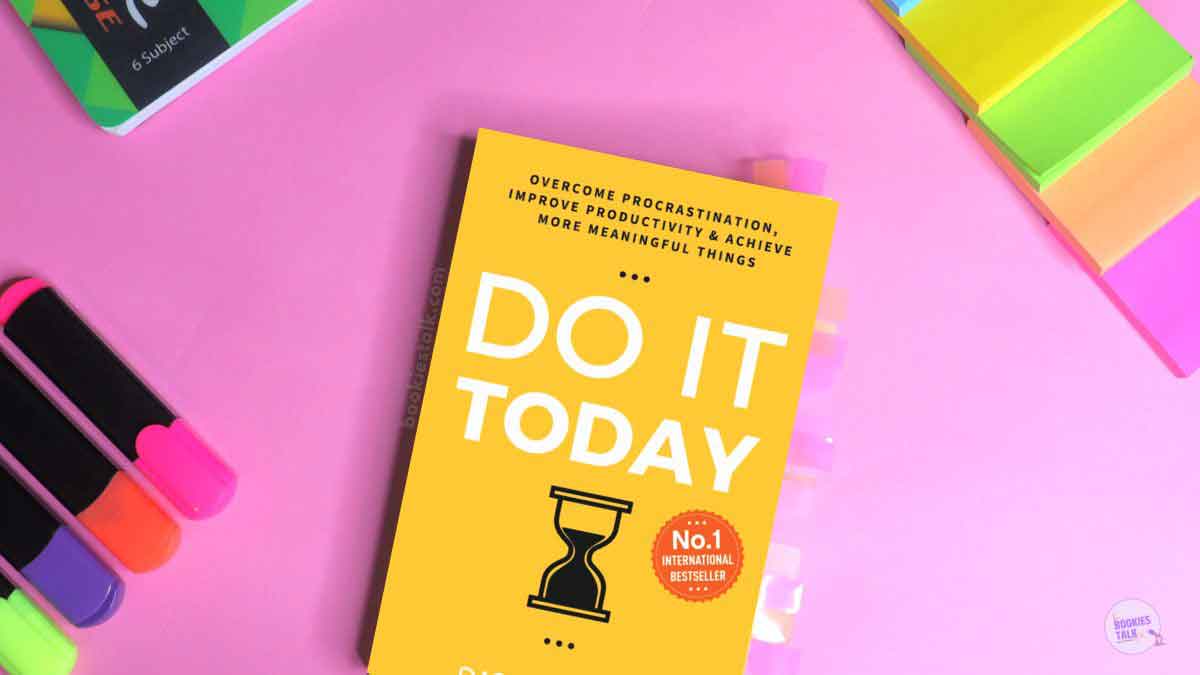 6 Subject
OVERCOME PROCRASTINATION,
IMPROVE PRODUCTIVITY & ACHIEVE
MORE MEANINGFUL THINGS
DO IT
TODAY
No.1
INTERNATIONAL
BESTSELLER
bookiestalk.com
BOOKIES
TALK